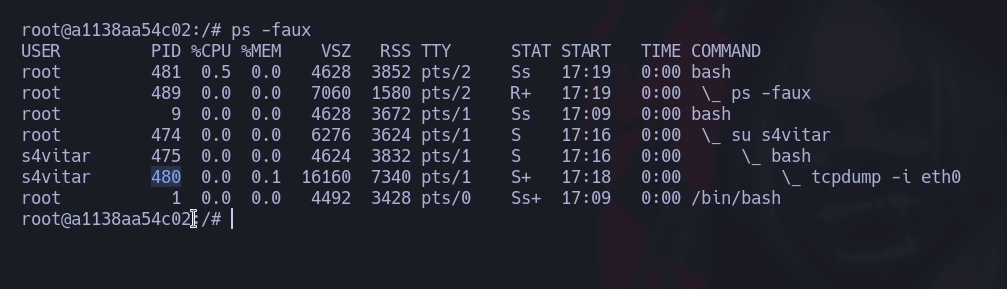 root@a1138aa54c02:/# ps -faux
USER         PID %CPU %MEM    VSZ   RSS TTY    STAT START   TIME COMMAND
root         481  0.5  0.0   4628  3852 pts/2    Ss   17:19   0:00 bash
root         489  0.0  0.0   7060  1580 pts/2    R+   17:19   0:00  \_ ps -faux
root           9  0.0  0.0   4628  3672 pts/1    Ss   17:09   0:00 bash
root         474  0.0  0.0   6276  3624 pts/1    S    17:16   0:00  \_ su s4vitar
s4vitar      475  0.0  0.0   4624  3832 pts/1    S    17:16   0:00      \_ bash
s4vitar      480  0.0  0.1  16160  7340 pts/1    S+   17:18   0:00          \_ tcpdump -i eth0
root           1  0.0  0.0   4492  3428 pts/0    Ss+  17:09   0:00 /bin/bash
root@a1138aa54c02:/#